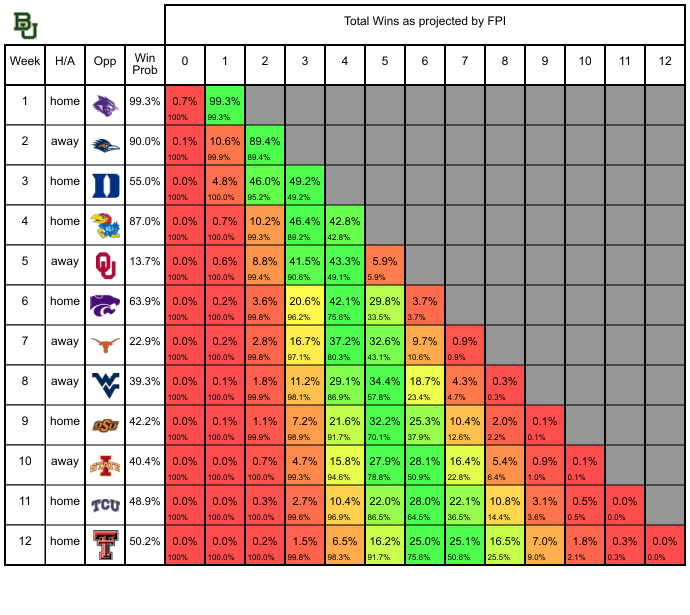 BU
Total Wins as projected by FPI
Week H/A Opp Win Prob 0 1 2 3 4 5 6 7 8 9 10 11 12
1 home 99.3% 0.7% 99.3%
100% 99.3%
2 away 90.0% 0.1% 10.6% 89.4%
100% 99.9% 89.4%
3 home D 55.0% 0.0% 4.8% 46.0% 49.2%
100% 100.0% 95.2% 49.2%
4 home KU 87.0% 0.0% 0.7% 10.2% 46.4% 42.8%
100% 100.0% 99.3% 89.2% 42.8%
5 away OU 13.7% 0.0% 0.6% 8.8% 41.5% 43.3% 5.9%
100% 100.0% 99.4% 90.6% 49.1% 5.9%
6 home 63.9% 0.0% 0.2% 3.6% 20.6% 42.1% 29.8% 3.7%
100% 100.0% 99.8% 96.2% 75.6% 33.5% 3.7%
7 away 22.9% 0.0% 0.2% 2.8% 16.7% 37.2% 32.6% 9.7% 0.9%
100% 100.0% 99.8% 97.1% 80.3% 43.1% 10.6% 0.9%
8 away WV 39.3% 0.0% 0.1% 1.8% 11.2% 29.1% 34.4% 18.7% 4.3% 0.3%
100% 100.0% 99.9% 98.1% 86.9% 57.8% 23.4% 4.7% 0.3%
9 home OSU 42.2% 0.0% 0.1% 1.1% 7.2% 21.6% 32.2% 25.3% 10.4% 2.0% 0.1%
100% 100.0% 99.9% 98.9% 91.7% 70.1% 37.9% 12.6% 2.2% 0.1%
10 away I STATE 40.4% 0.0% 0.0% 0.7% 4.7% 15.8% 27.9% 28.1% 16.4% 5.4% 0.9% 0.1%
100% 100.0% 100.0% 99.3% 94.6% 78.8% 50.9% 22.8% 6.4% 1.0% 0.1%
11 home TCU 48.9% 0.0% 0.0% 0.3% 2.7% 10.4% 22.0% 28.0% 22.1% 10.8% 3.1% 0.5% 0.0%
100% 100.0% 100.0% 99.6% 96.9% 86.5% 64.5% 36.5% 14.4% 3.6% 0.5% 0.0%
12 home T 50.2% 0.0% 0.0% 0.2% 1.5% 6.5% 16.2% 25.0% 25.1% 16.5% 7.0% 1.8% 0.3% 0.0%
100% 100.0% 100.0% 99.8% 98.3% 91.7% 75.6% 50.6% 25.5% 9.0% 2.1% 0.3% 0.0%